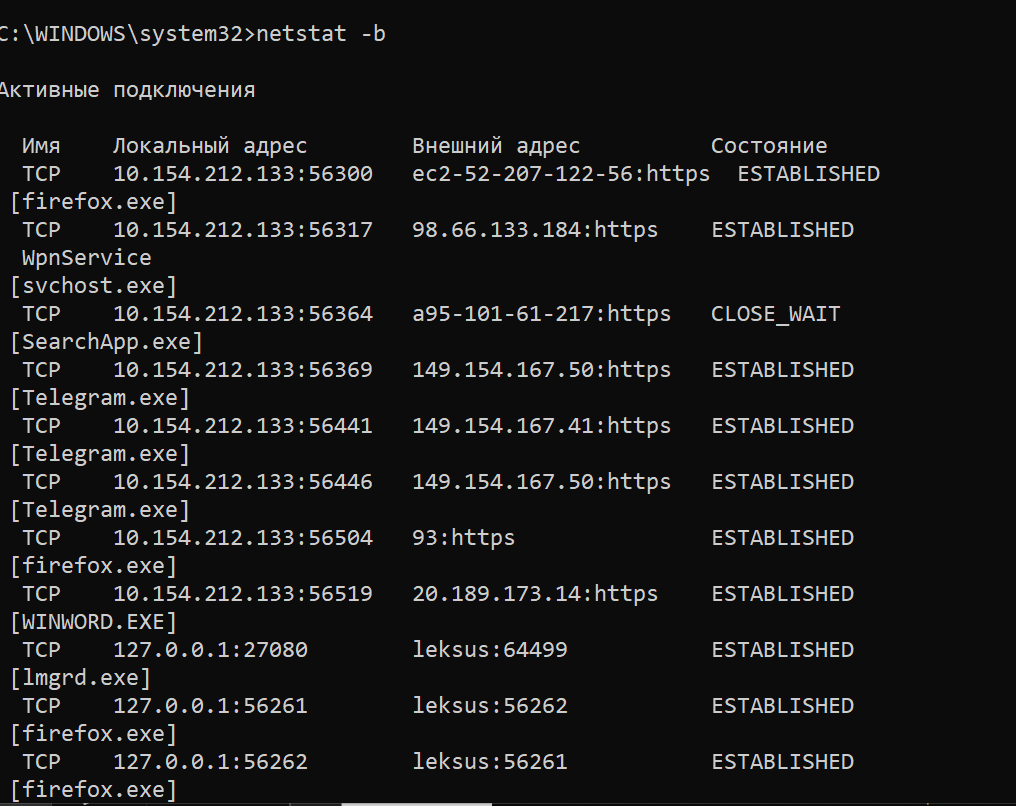 C:\WINDOWS\system32>netstat -b
Активные подключения
Имя Локальный адрес Внешний адрес Состояние
TCP 10.154.212.133:56300 ec2-52-207-122-56:https ESTABLISHED
[firefox.exe]
TCP 10.154.212.133:56317 98.66.133.184:https ESTABLISHED
WpnService
[svchost.exe]
TCP 10.154.212.133:56364 a95-101-61-217:https CLOSE_WAIT
[SearchApp.exe]
TCP 10.154.212.133:56369 149.154.167.50:https ESTABLISHED
[Telegram.exe]
TCP 10.154.212.133:56441 149.154.167.41:https ESTABLISHED
[Telegram.exe]
TCP 10.154.212.133:56446 149.154.167.50:https ESTABLISHED
[Telegram.exe]
TCP 10.154.212.133:56504 93:https ESTABLISHED
[firefox.exe]
TCP 10.154.212.133:56519 20.189.173.14:https ESTABLISHED
[WINWORD.EXE]
TCP 127.0.0.1:27080 leksus:64499 ESTABLISHED
[lmgrd.exe]
TCP 127.0.0.1:56261 leksus:56262 ESTABLISHED
[firefox.exe]
TCP 127.0.0.1:56262 leksus:56261 ESTABLISHED
[firefox.exe]